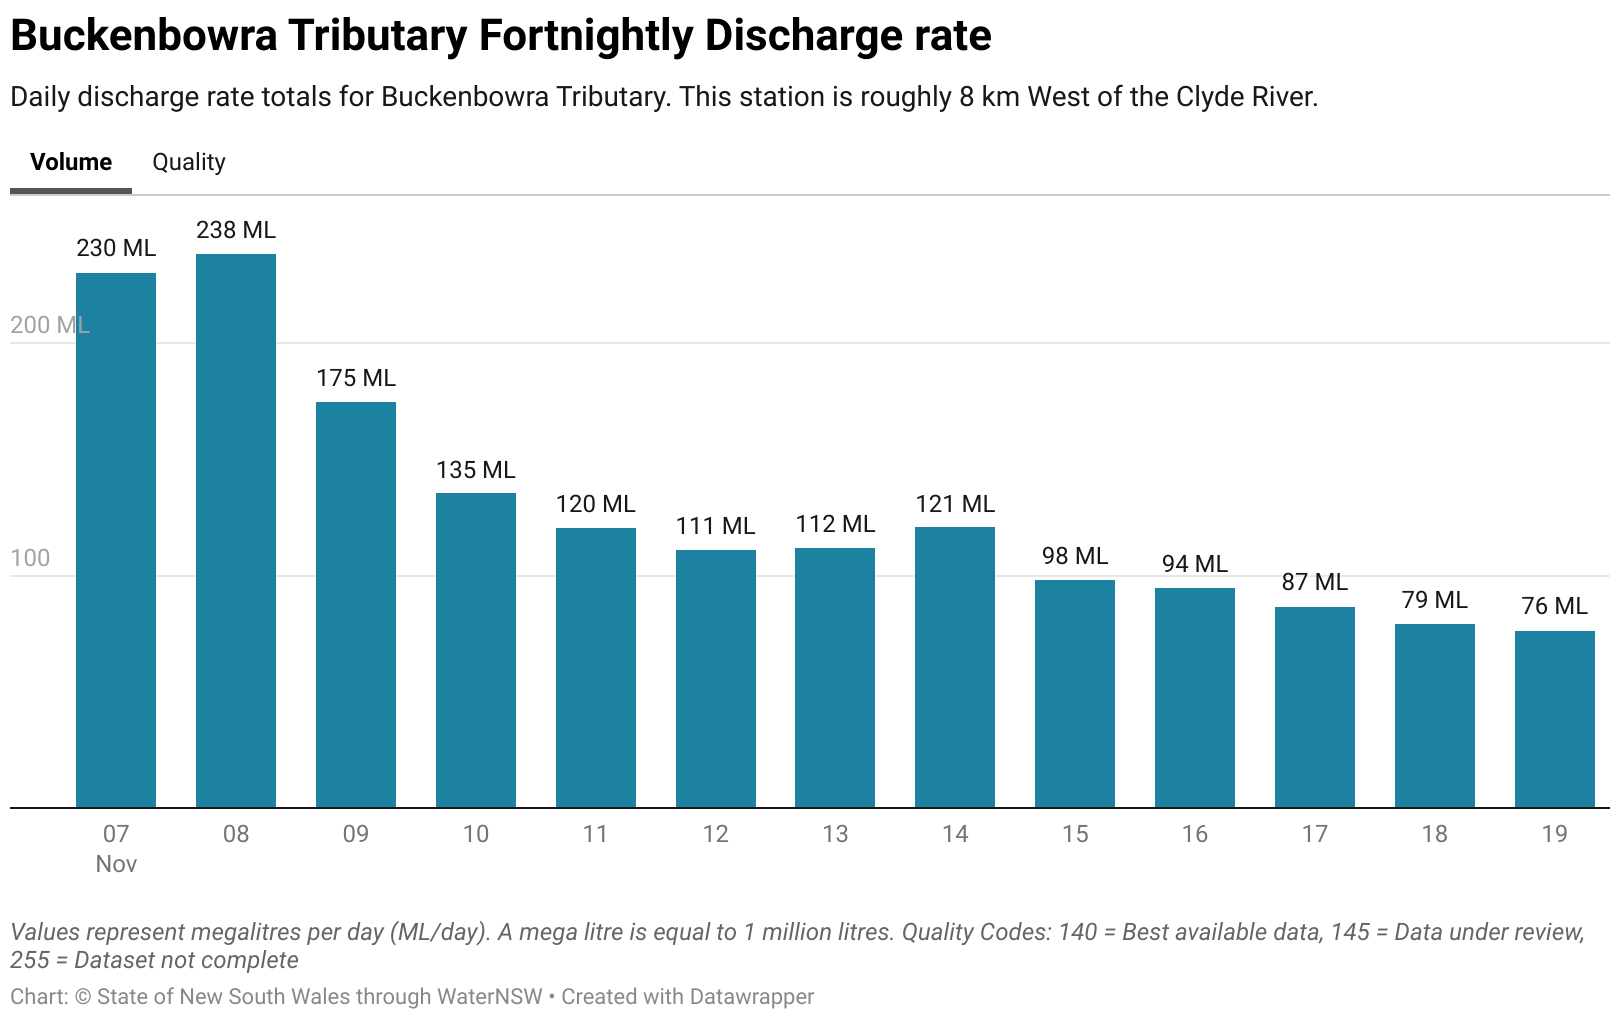 Buckenbowra Tributary Fortnightly Discharge rate
Daily discharge rate totals for Buckenbowra Tributary. This station is roughly 8 km West of the Clyde River.
Volume Quality
238 ML
230 ML
200 ML
175 ML
135 ML
120 ML
111 ML
112 ML
121 ML
100
98 ML
94 ML
87 ML
79 ML
76 ML
07 08 09 10 11 12 13 14 15 16 17 18 19
Nov
Values represent megalitres per day (ML/day). A mega litre is equal to 1 million litres. Quality Codes: 140 = Best available data, 145 = Data under review,
255 = Dataset not complete
Chart: © State of New South Wales through WaterNSW • Created with Datawrapper